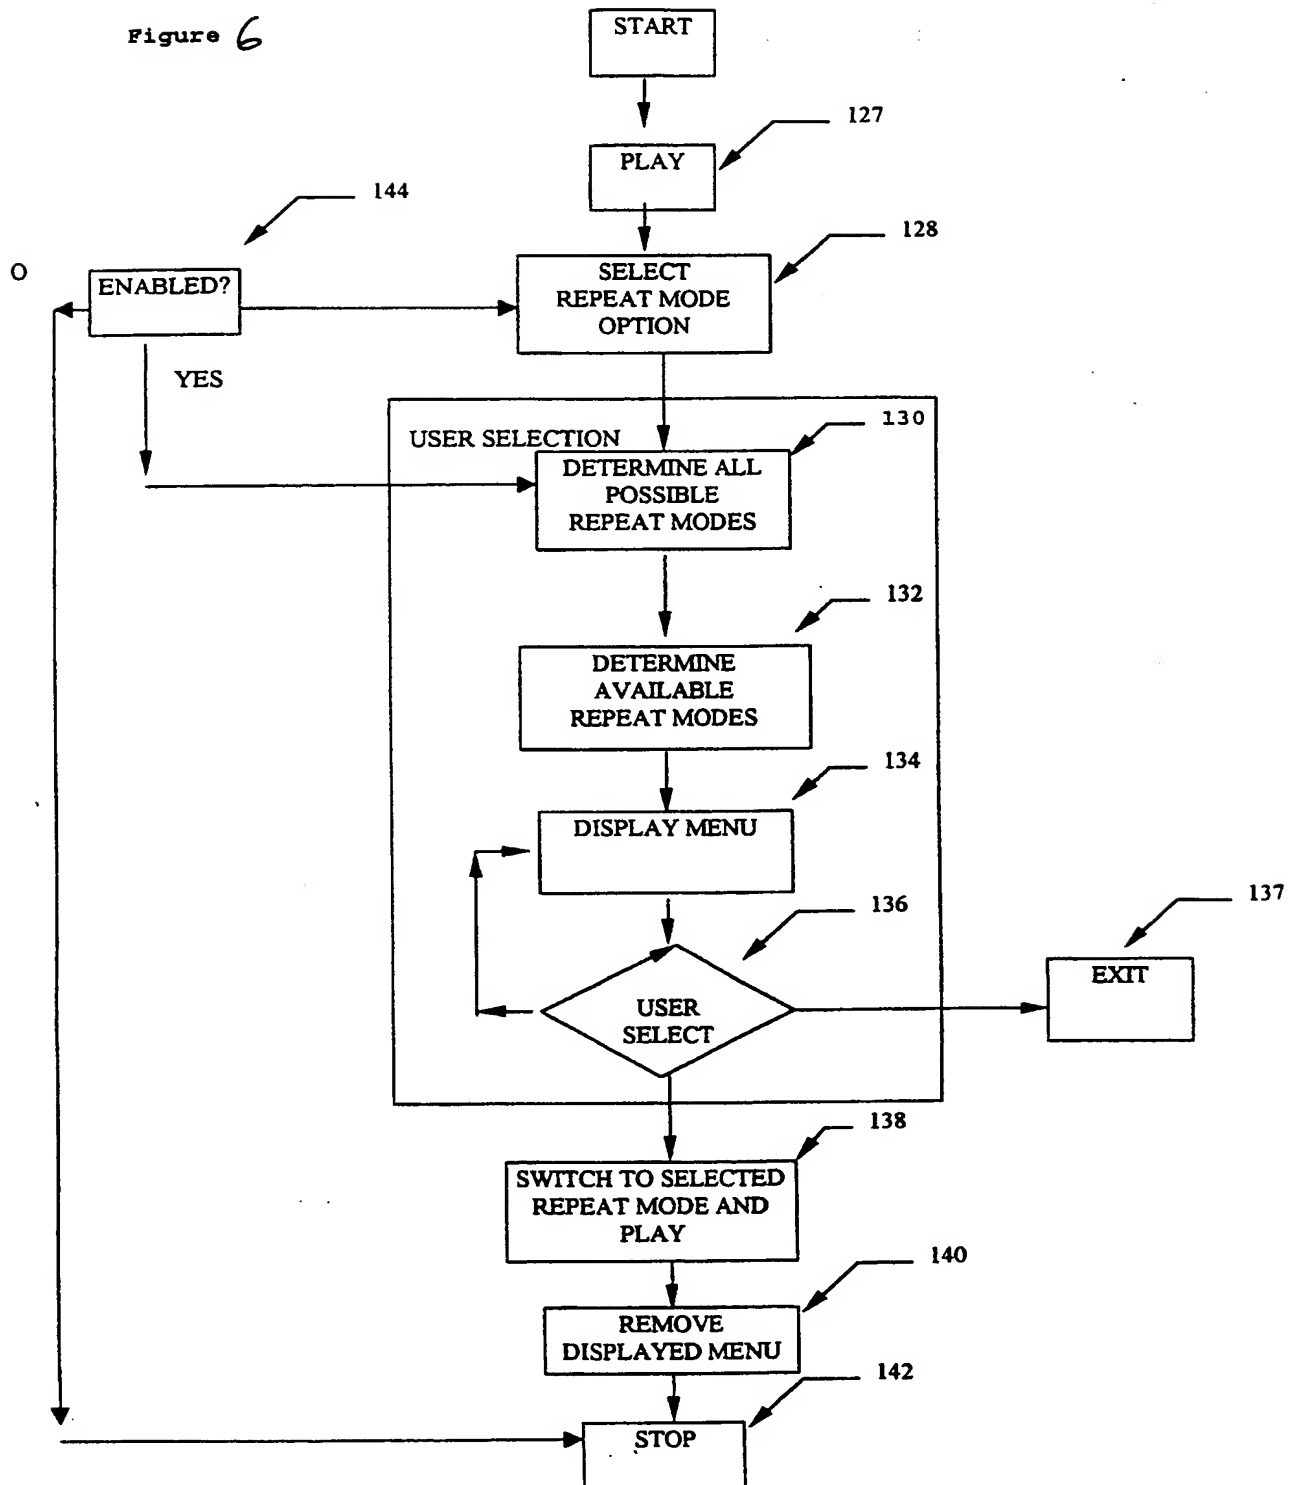 Figure 6
START
127
PLAY
144
128
O
ENABLED?
SELECT
REPEAT MODE
OPTION
YES
130
USER SELECTION
DETERMINE ALL
POSSIBLE
REPEAT MODES
132
DETERMINE
AVAILABLE
REPEAT MODES
134
DISPLAY MENU
136
137
EXIT
USER
SELECT
138
SWITCH TO SELECTED
REPEAT MODE AND
PLAY
140
REMOVE
DISPLAYED MENU
142
STOP